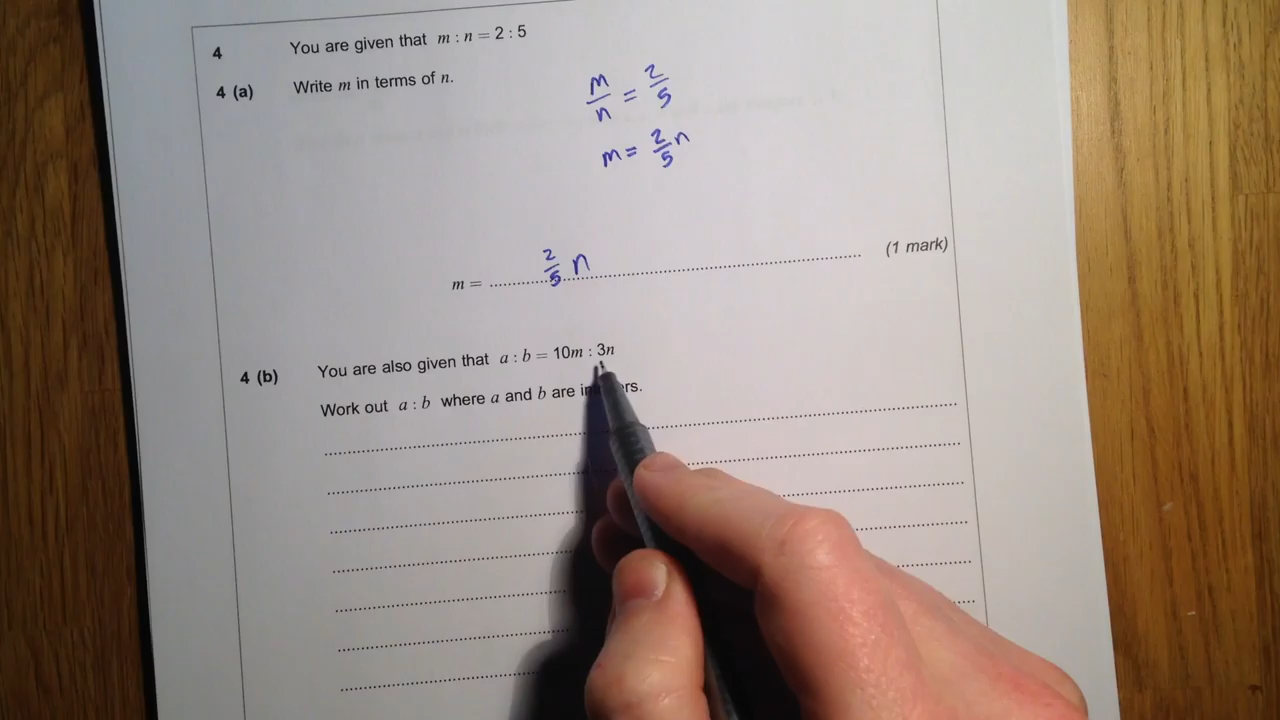 4 You are given that m : n = 2 : 5
4 (a) Write m in terms of n.
m/n = 2/5
m = 2/5 n
m = 2/5 n (1 mark)
4 (b) You are also given that a : b = 10m : 3n
Work out a : b where a and b are